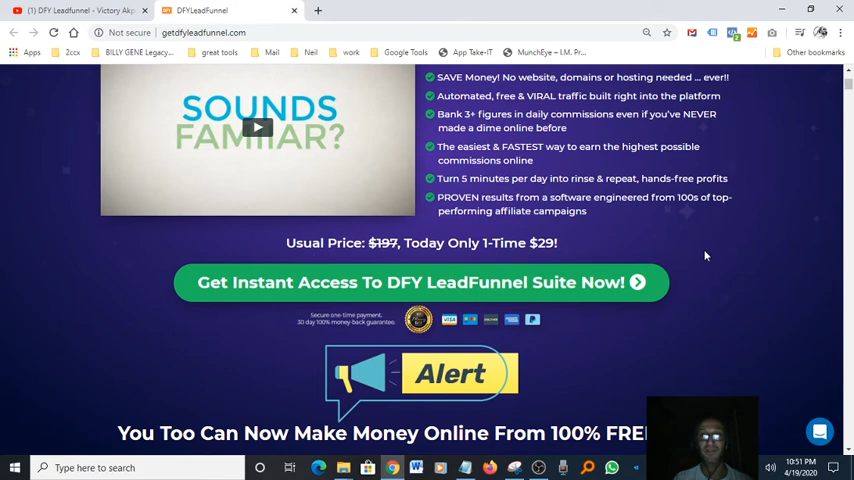 (1) DFY Leadfunnel - Victory Akp
DFYLeadFunnel
Not secure
getdfyleadfunnel.com
Apps
2ccx
BILLY GENE Legacy...
great tools
Mail
Neil
work
Google Tools
App Take-IT
MunchEye – I.M. Pr...
Other bookmarks
SOUNDS
FAMILIAR?
SAVE Money! No website, domains or hosting needed ... ever!!
Automated, free & VIRAL traffic built right into the platform
Bank 3+ figures in daily commissions even if you've NEVER
made a dime online before
The easiest & FASTEST way to earn the highest possible
commissions online
Turn 5 minutes per day into rinse & repeat, hands-free profits
PROVEN results from a software engineered from 100s of top-
performing affiliate campaigns
Usual Price: $197, Today Only 1-Time $29!
Get Instant Access To DFY LeadFunnel Suite Now!
Secure one-time payment.
30 day 100% money-back guarantee.
VISA
Alert
You Too Can Now Make Money Online From 100% FREE
Type here to search
10:51 PM
4/19/2020